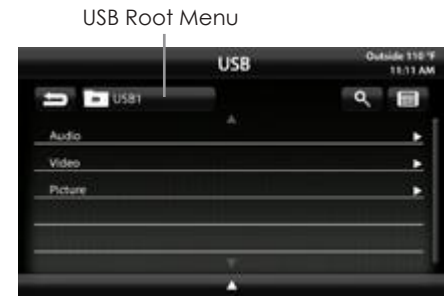 USB Root Menu
USB
Outside 110 °F
11:11 AM
USB1
Audio
Video
Picture